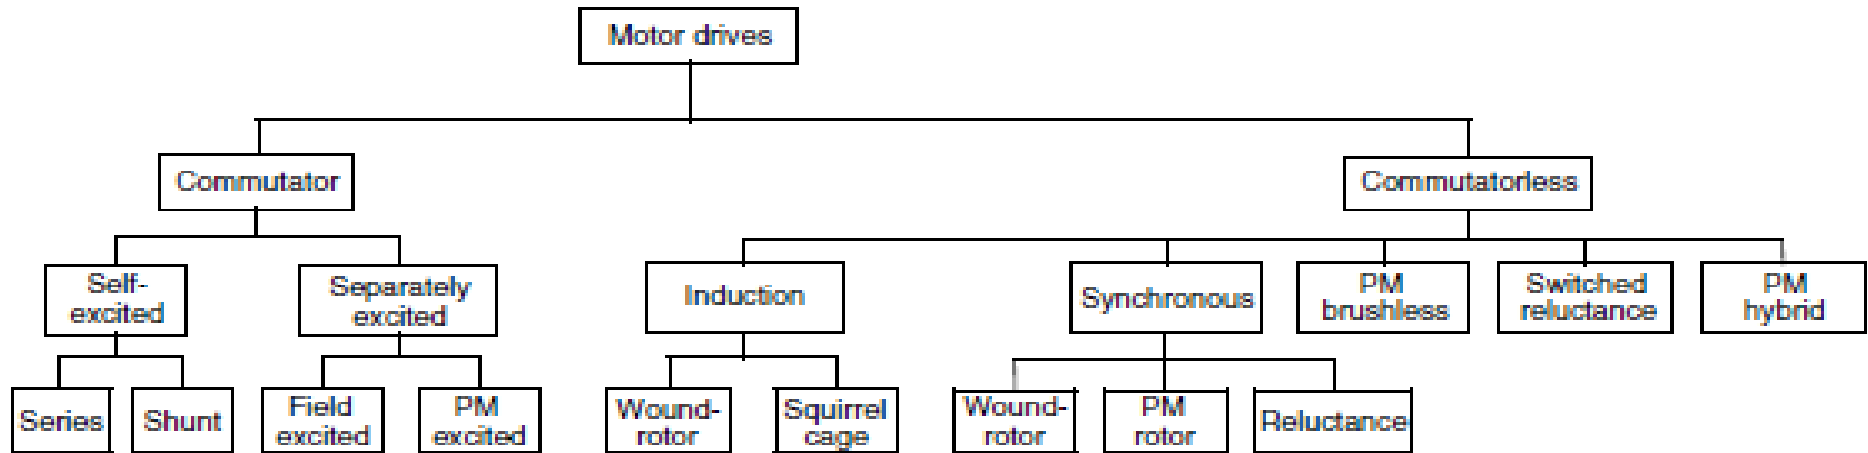 Motor drives
Commutator
Commutatorless
Self-
excited
Separately
excited
Induction
Synchronous
PM
brushless
Switched
reluctance
PM
hybrid
Series
Shunt
Field
excited
PM
excited
Wound-
rotor
Squirrel
cage
Wound-
rotor
PM
rotor
Reluctance